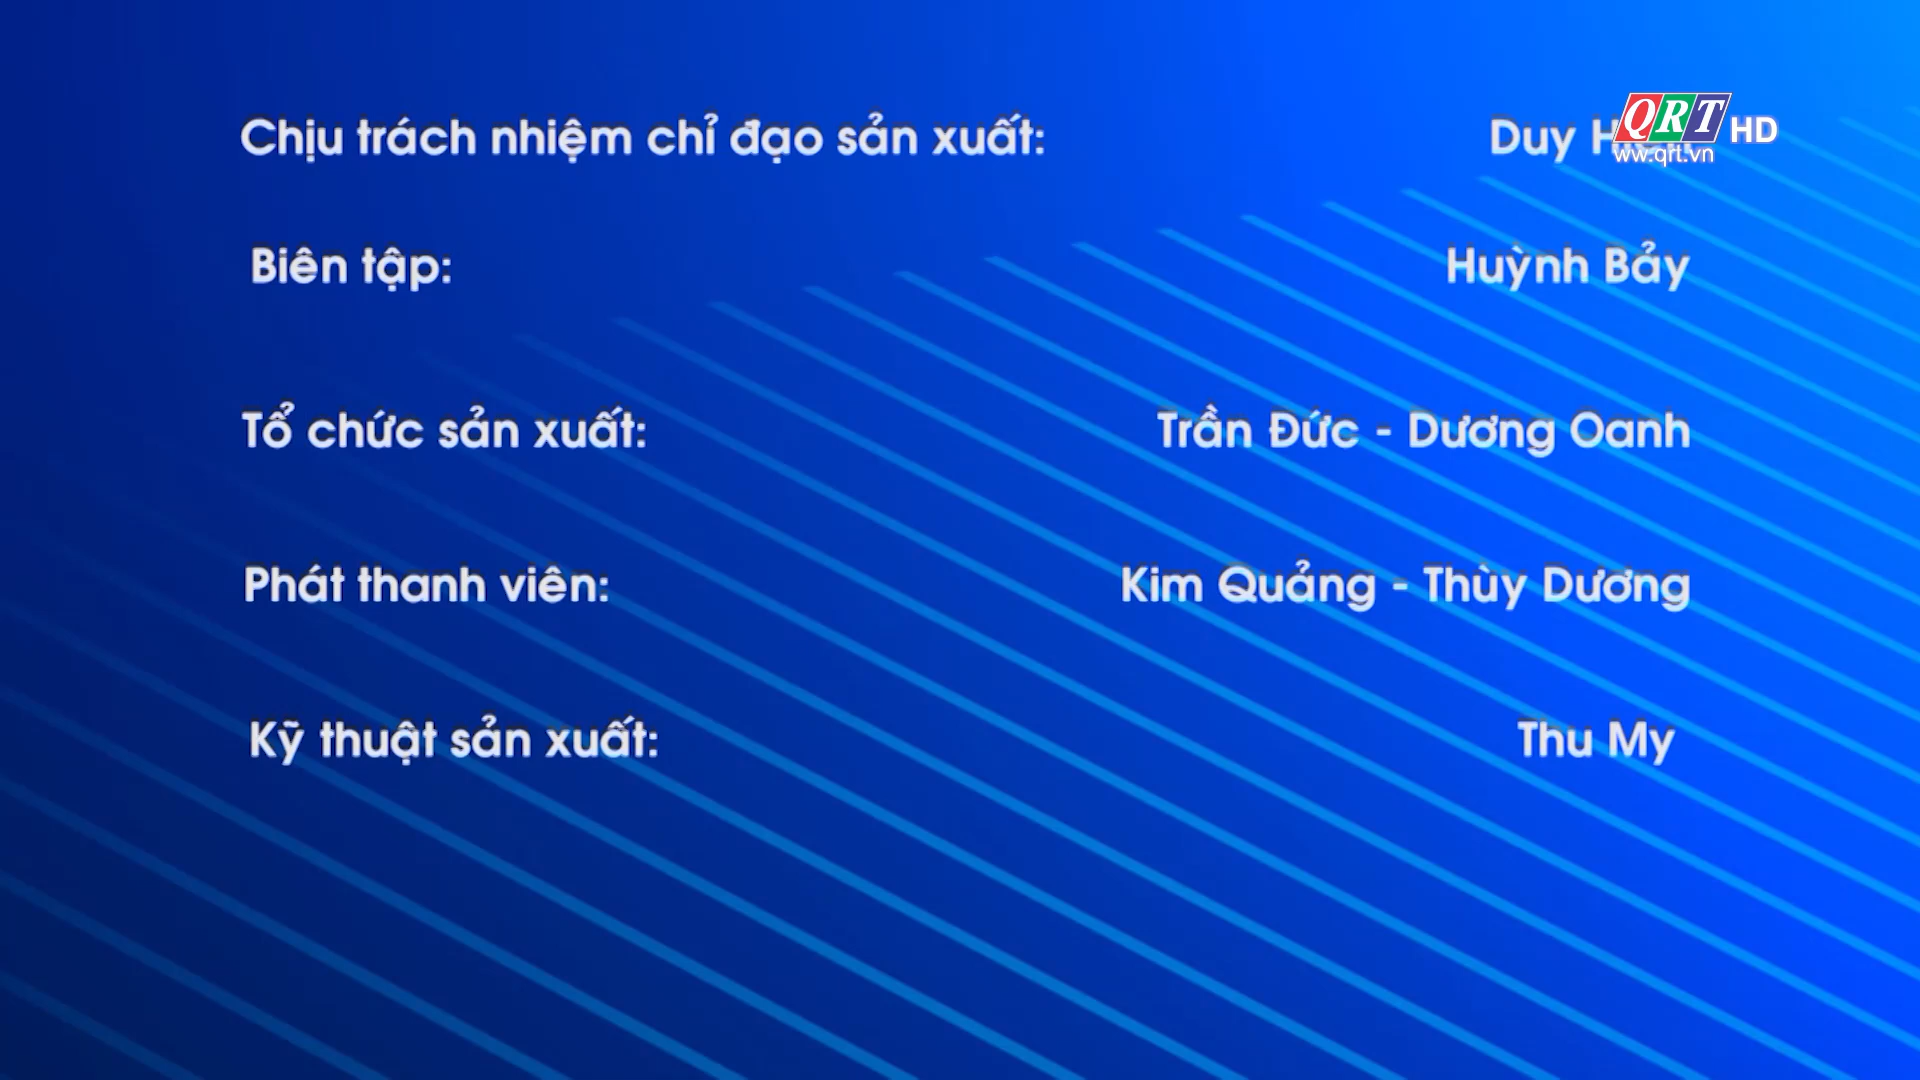 Chịu trách nhiệm chỉ đạo sản xuất: Duy
QRT HD
ww.qrt.vn
Biên tập: Huỳnh Bảy
Tổ chức sản xuất: Trần Đức - Dương Oanh
Phát thanh viên: Kim Quảng - Thùy Dương
Kỹ thuật sản xuất: Thu My